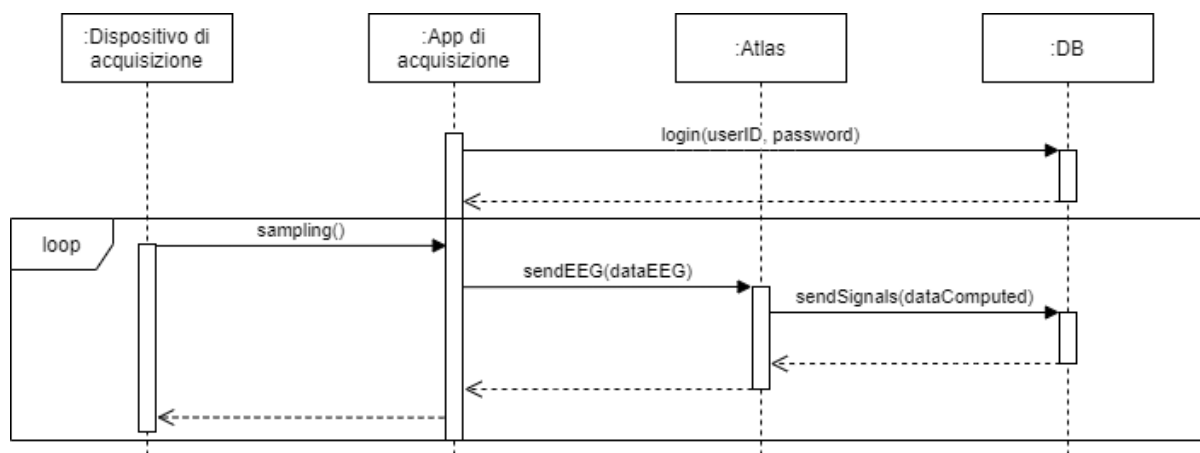 :Dispositivo di
acquisizione
:App di
acquisizione
:Atlas
:DB
login(userID, password)
loop
sampling()
sendEEG(dataEEG)
sendSignals(dataComputed)